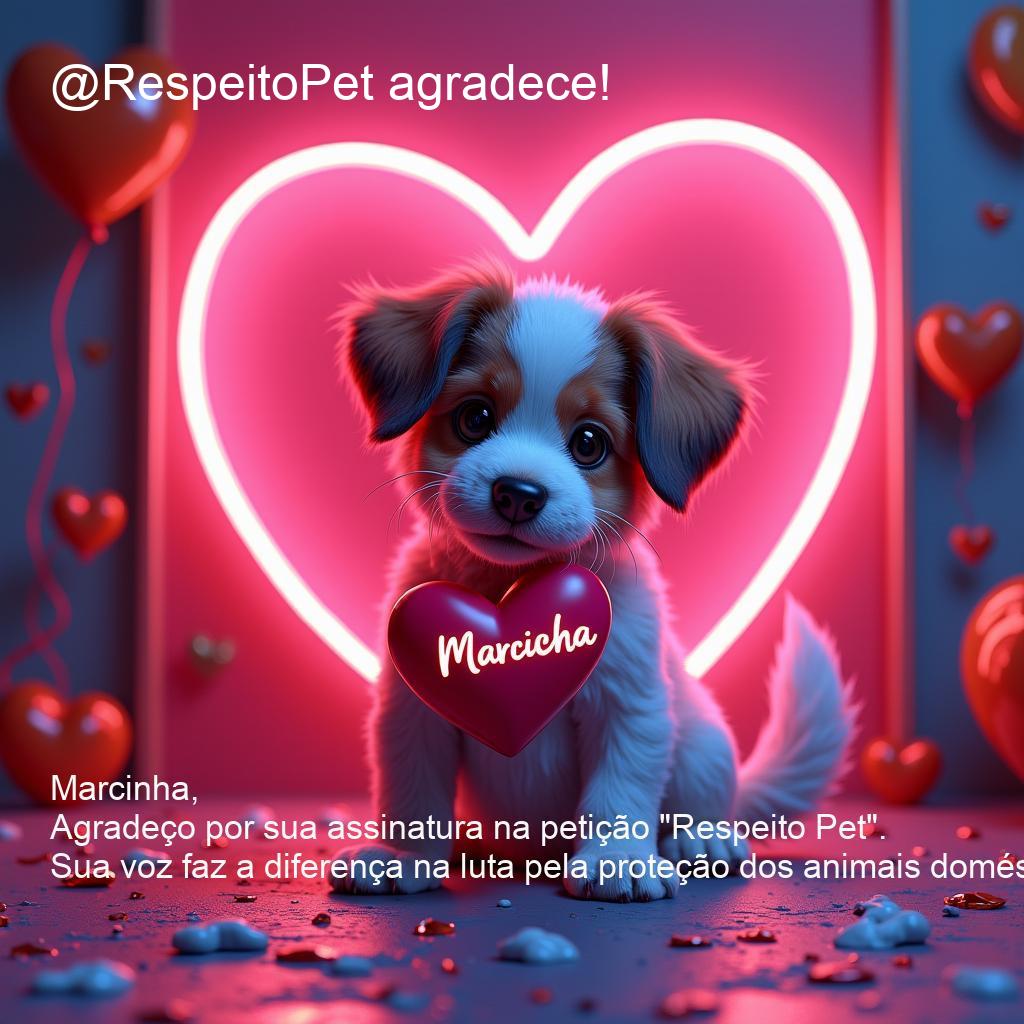 @RespeitoPet agradece!
Marcicha
Marcinha,
Agradeço por sua assinatura na petição "Respeito Pet".
Sua voz faz a diferença na luta pela proteção dos animais domés